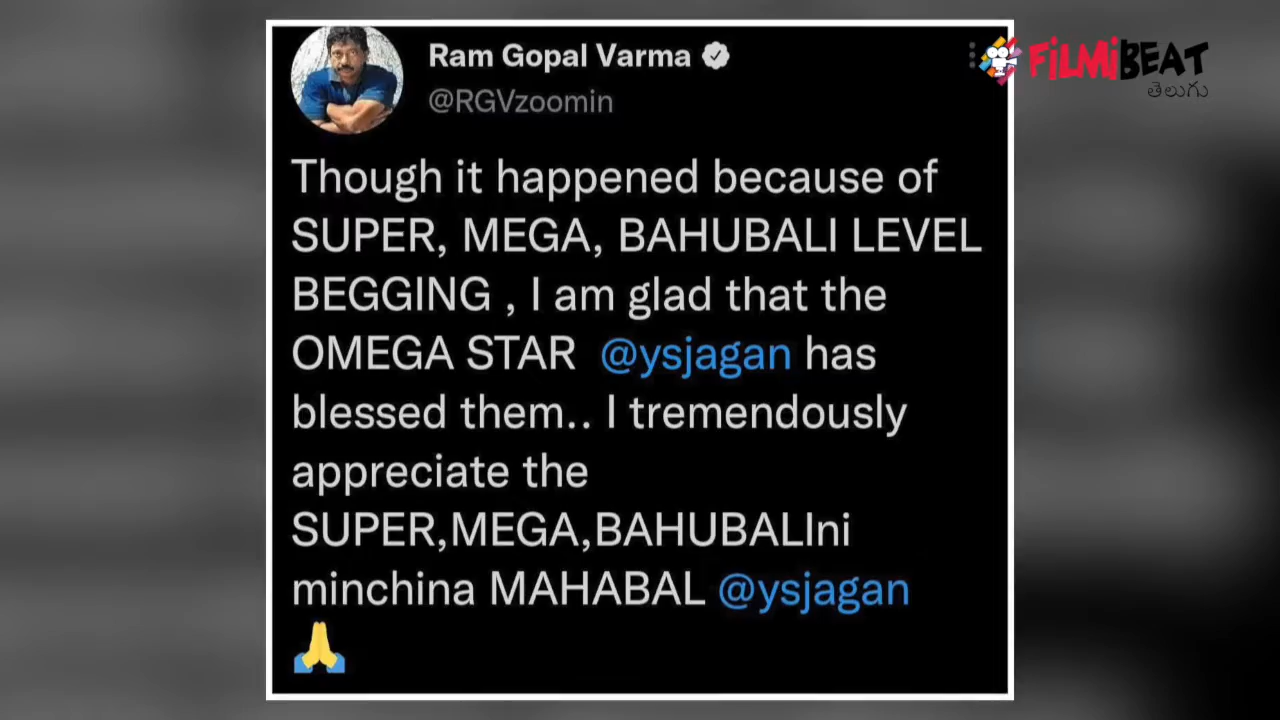 FiLMiBEAT
తెలుగు
Ram Gopal Varma
@RGVzoomin
Though it happened because of
SUPER, MEGA, BAHUBALI LEVEL
BEGGING , I am glad that the
OMEGA STAR @ysjagan has
blessed them.. I tremendously
appreciate the
SUPER,MEGA,BAHUBALIni
minchina MAHABAL @ysjagan
🙏